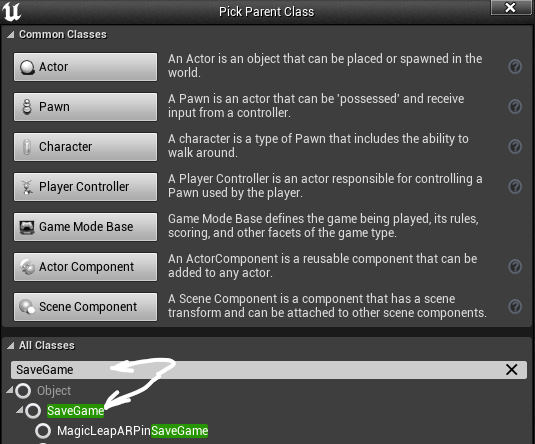 Pick Parent Class
Common Classes
Actor
An Actor is an object that can be placed or spawned in the
world.
Pawn
A Pawn is an actor that can be 'possessed' and receive
input from a controller.
Character
A character is a type of Pawn that includes the ability to
walk around.
Player Controller
A Player Controller is an actor responsible for controlling a
Pawn used by the player.
Game Mode Base
Game Mode Base defines the game being played, its rules,
scoring, and other facets of the game type.
Actor Component
An ActorComponent is a reusable component that can be
added to any actor.
Scene Component
A Scene Component is a component that has a scene
transform and can be attached to other scene components.
All Classes
SaveGame
Object
SaveGame
MagicLeapARPinSaveGame